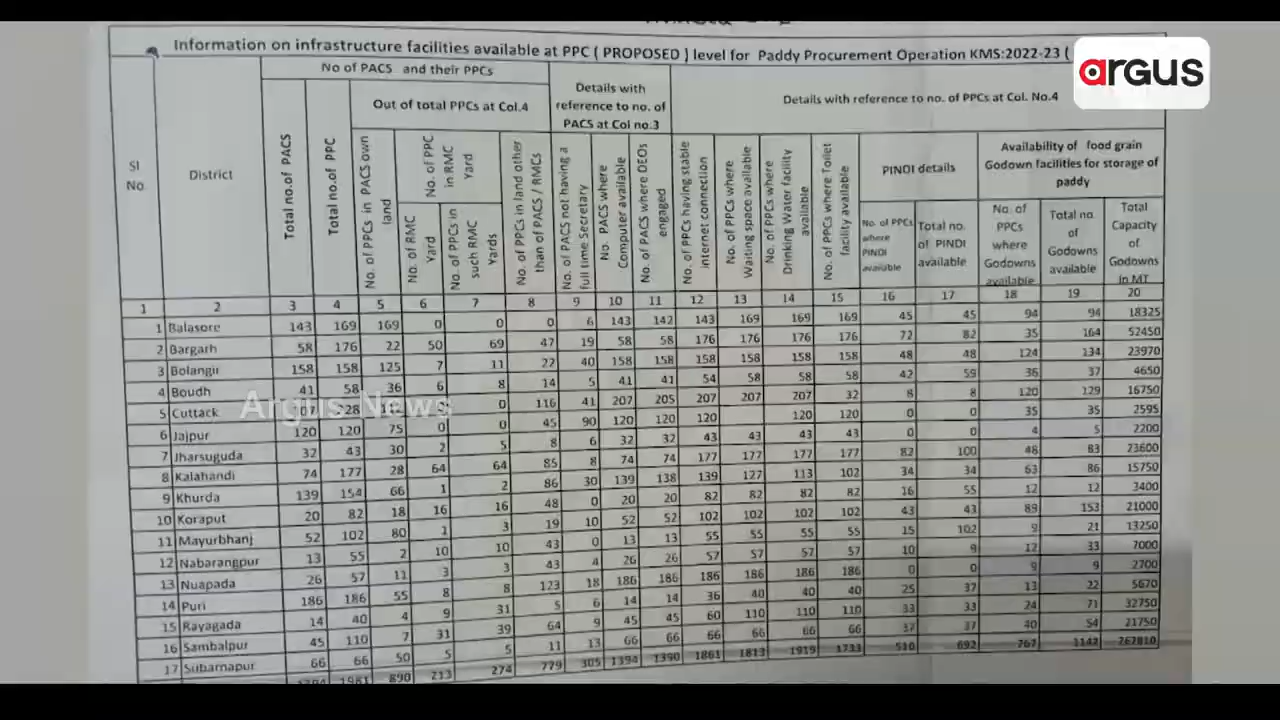 argus
Information on infrastructure facilities available at PPC ( PROPOSED ) level for Paddy Procurement Operation KMS:2022-23 (
No of PACS and their PPCs
Details with reference to no. of PACS at Col no.3
Details with reference to no. of PPCs at Col. No.4
Out of total PPCs at Col.4
Sl No.
District
Total no.of PACS
Total no.of PPC
No. of PPCs in PACS own land
No. of PPC in RMC Yard
No. of RMC Yard
No. of PPCs in such RMC Yards
No. of PPCs in land other than of PACS / RMCs
No. of PACS not having a full time Secretary
No. PACS where Computer available
No. of PACS where DEOs engaged
No. of PPCs having stable internet connection
No. of PPCs where Waiting space available
No. of PPCs where Drinking Water facility available
No. of PPCs where Toilet facility available
PINDI details
No. of PPCs where PINDI available
Total no. of PINDI available
Availability of food grain Godown facilities for storage of paddy
No. of PPCs where Godowns available
Total no. of Godowns available
Total Capacity of Godowns in MT
1 2 3 4 5 6 7 8 9 10 11 12 13 14 15 16 17 18 19 20
1 Balasore 143 169 169 0 0 0 6 143 142 143 169 169 169 45 45 94 94 18325
2 Bargarh 58 176 22 50 69 47 19 58 58 176 176 176 176 72 82 35 164 52450
3 Bolangir 158 158 125 7 11 22 40 158 158 158 158 158 158 48 48 124 134 23970
4 Boudh 41 58 36 6 8 14 5 41 41 54 58 58 58 42 59 36 37 4650
5 Cuttack 0 116 41 207 205 207 207 207 32 8 8 120 129 16750
Argus News
6 Jajpur 120 120 75 0 0 45 90 120 120 120 120 120 0 0 35 35 2595
7 Jharsuguda 32 43 30 2 5 8 6 32 32 43 43 43 43 0 0 4 5 2200
8 Kalahandi 74 177 28 64 64 85 8 74 74 177 177 177 177 82 100 48 83 23600
9 Khurda 139 154 66 1 2 86 30 139 138 139 127 113 102 34 34 63 86 15750
10 Koraput 20 82 18 16 16 48 0 20 20 82 82 82 82 16 55 12 12 3400
11 Mayurbhanj 52 102 80 1 3 19 10 52 52 102 102 102 102 43 43 89 153 21000
12 Nabarangpur 13 55 2 10 10 43 0 13 13 55 55 55 55 15 102 9 21 13250
13 Nuapada 26 57 11 3 3 43 4 26 26 57 57 57 57 10 9 12 33 7000
14 Puri 186 186 55 8 8 123 18 186 186 186 186 186 186 0 0 9 9 2700
15 Rayagada 14 40 4 9 31 5 6 14 14 36 40 40 40 25 37 13 22 5670
16 Sambalpur 45 110 7 31 39 64 9 45 45 60 110 110 110 33 33 24 71 32750
17 Subarnapur 66 66 50 5 5 11 13 66 66 66 66 66 66 37 37 40 54 21750
1961 890 213 274 779 305 1394 1390 1861 1813 1919 1733 510 692 767 1142 262810